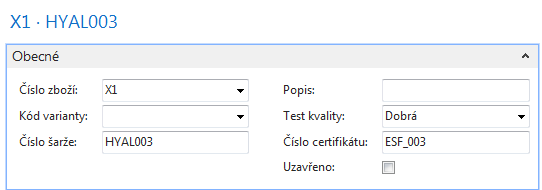 X1 · HYAL003
Obecné
Číslo zboží: X1 Popis:
Kód varianty: Test kvality: Dobrá
Číslo šarže: HYAL003 Číslo certifikátu: ESF_003
Uzavřeno: